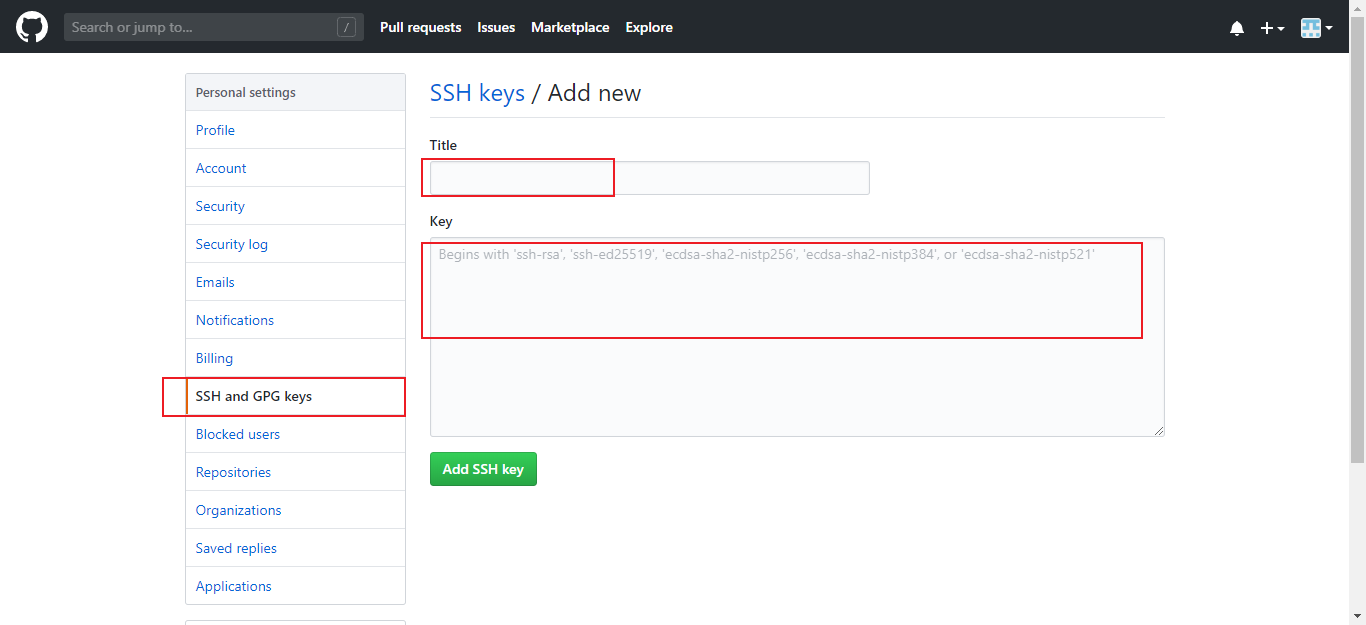 Search or jump to... /
Pull requests Issues Marketplace Explore
Personal settings
Profile
Account
Security
Security log
Emails
Notifications
Billing
SSH and GPG keys
Blocked users
Repositories
Organizations
Saved replies
Applications
SSH keys / Add new
Title
Key
Begins with 'ssh-rsa', 'ssh-ed25519', 'ecdsa-sha2-nistp256', 'ecdsa-sha2-nistp384', or 'ecdsa-sha2-nistp521'
Add SSH key